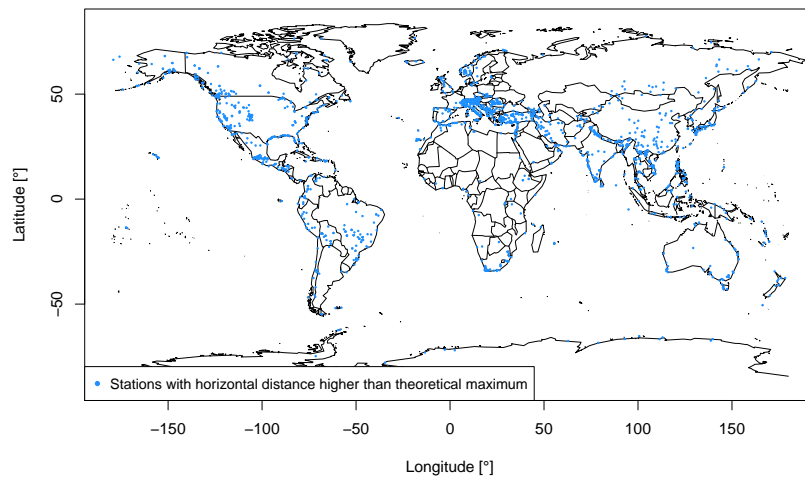 Latitude [°]
50
0
−50
Stations with horizontal distance higher than theoretical maximum
−150 −100 −50 0 50 100 150
Longitude [°]